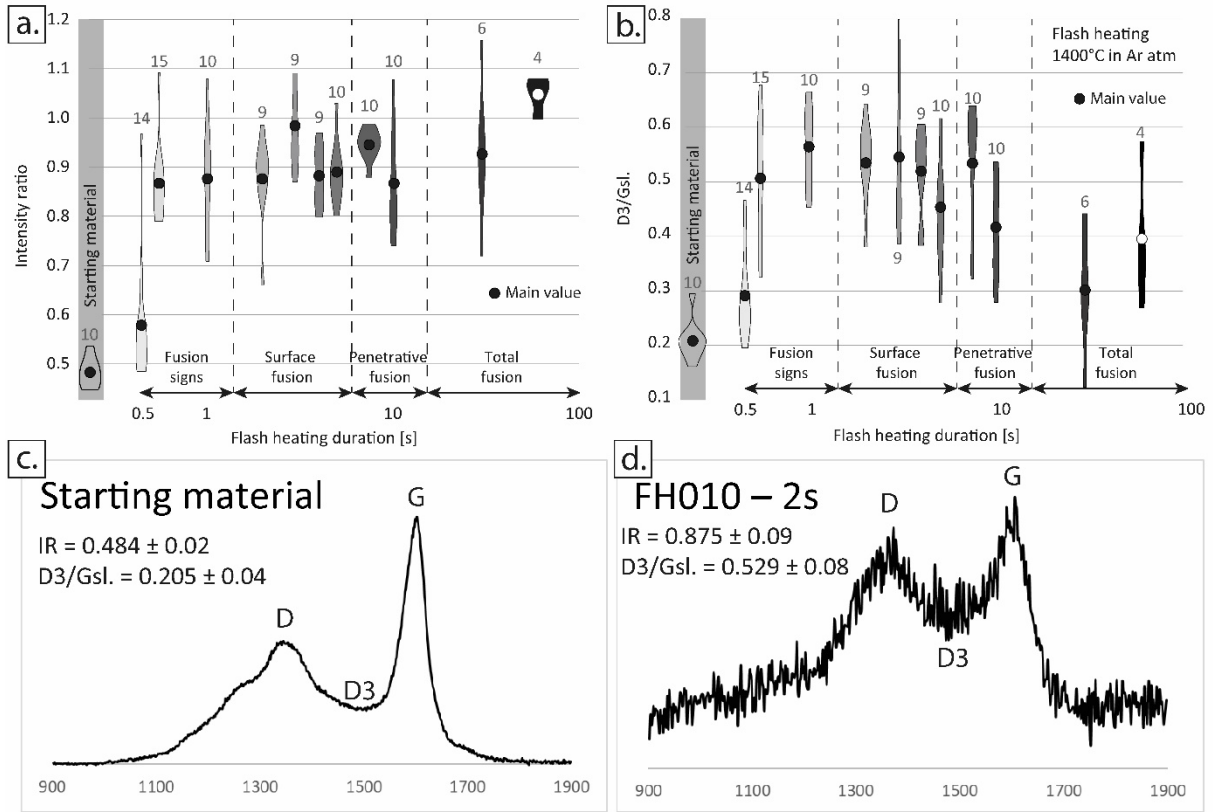 a.
1.2
1.1
1.0
0.9
0.8
0.7
0.6
0.5
Intensity ratio
Starting material
10
14
15
10
9
9
9
10
10
10
6
4
Main value
Fusion
signs
Surface
fusion
Penetrative
fusion
Total
fusion
0.5 1 10 100
Flash heating duration [s]
b.
0.8
0.7
0.6
0.5
0.4
0.3
0.2
0.1
D3/Gsl.
Starting material
10
14
15
10
9
9
9
10
10
10
6
4
Flash heating
1400°C in Ar atm
Main value
Fusion
signs
Surface
fusion
Penetrative
fusion
Total
fusion
0.5 1 10 100
Flash heating duration [s]
c.
Starting material
IR = 0.484 ± 0.02
D3/Gsl. = 0.205 ± 0.04
D
D3
G
900 1100 1300 1500 1700 1900
d.
FH010 – 2s
IR = 0.875 ± 0.09
D3/Gsl. = 0.529 ± 0.08
D
D3
G
900 1100 1300 1500 1700 1900